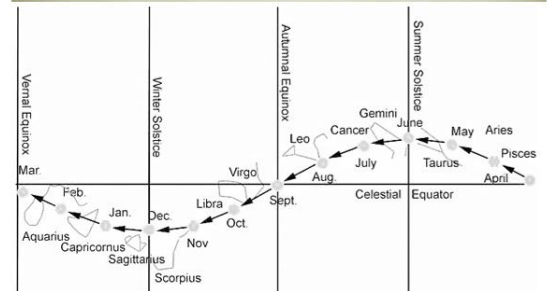 Vernal Equinox
Winter Solstice
Autumnal Equinox
Summer Solstice
Gemini
June
Leo
Cancer
May
Aries
July
Taurus
Pisces
Mar.
Virgo
Aug.
April
Feb.
Libra
Sept.
Celestial Equator
Jan.
Dec.
Oct.
Aquarius
Capricornus
Nov
Sagittarius
Scorpius